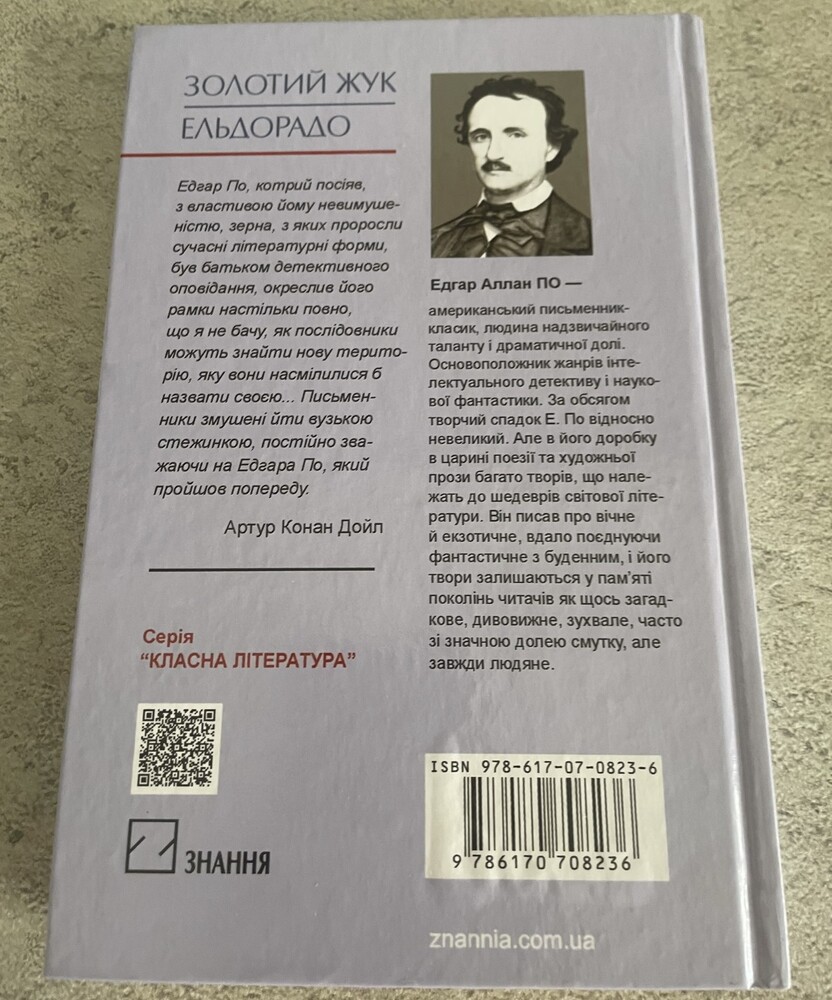 ЗОЛОТИЙ ЖУК
ЕЛЬДОРАДО
Едгар По, котрий посіяв,
з властивою йому невимуше-
ністю, зерна, з яких проросли
сучасні літературні форми,
був батьком детективного
оповідання, окреслив його
рамки настільки повно,
що я не бачу, як послідовники
можуть знайти нову терито-
рію, яку вони насмілилися б
назвати своєю... Письмен-
ники змушені йти вузькою
стежинкою, постійно зва-
жаючи на Едгара По, який
пройшов попереду.
Артур Конан Дойл
Серія
“КЛАСНА ЛІТЕРАТУРА”
ЗНАННЯ
Едгар Аллан ПО —
американський письменник-
класик, людина надзвичайного
таланту і драматичної долі.
Основоположник жанрів інте-
лектуального детективу і науко-
вої фантастики. За обсягом
творчий спадок Е. По відносно
невеликий. Але в його доробку
в царині поезії та художньої
прози багато творів, що нале-
жать до шедеврів світової літе-
ратури. Він писав про вічне
й екзотичне, вдало поєднуючи
фантастичне з буденним, і його
твори залишаються у пам’яті
поколінь читачів як щось загад-
кове, дивовижне, зухвале, часто
зі значною долею смутку, але
завжди людяне.
ISBN 978-617-07-0823-6
9 786170 708236
znannia.com.ua